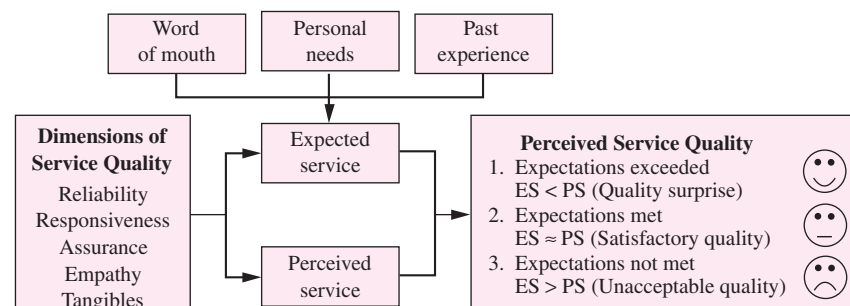 Word
of mouth
Personal
needs
Past
experience
Dimensions of
Service Quality
Reliability
Responsiveness
Assurance
Empathy
Tangibles
Expected
service
Perceived
service
Perceived Service Quality
1. Expectations exceeded
ES < PS (Quality surprise)
2. Expectations met
ES ≈ PS (Satisfactory quality)
3. Expectations not met
ES > PS (Unacceptable quality)